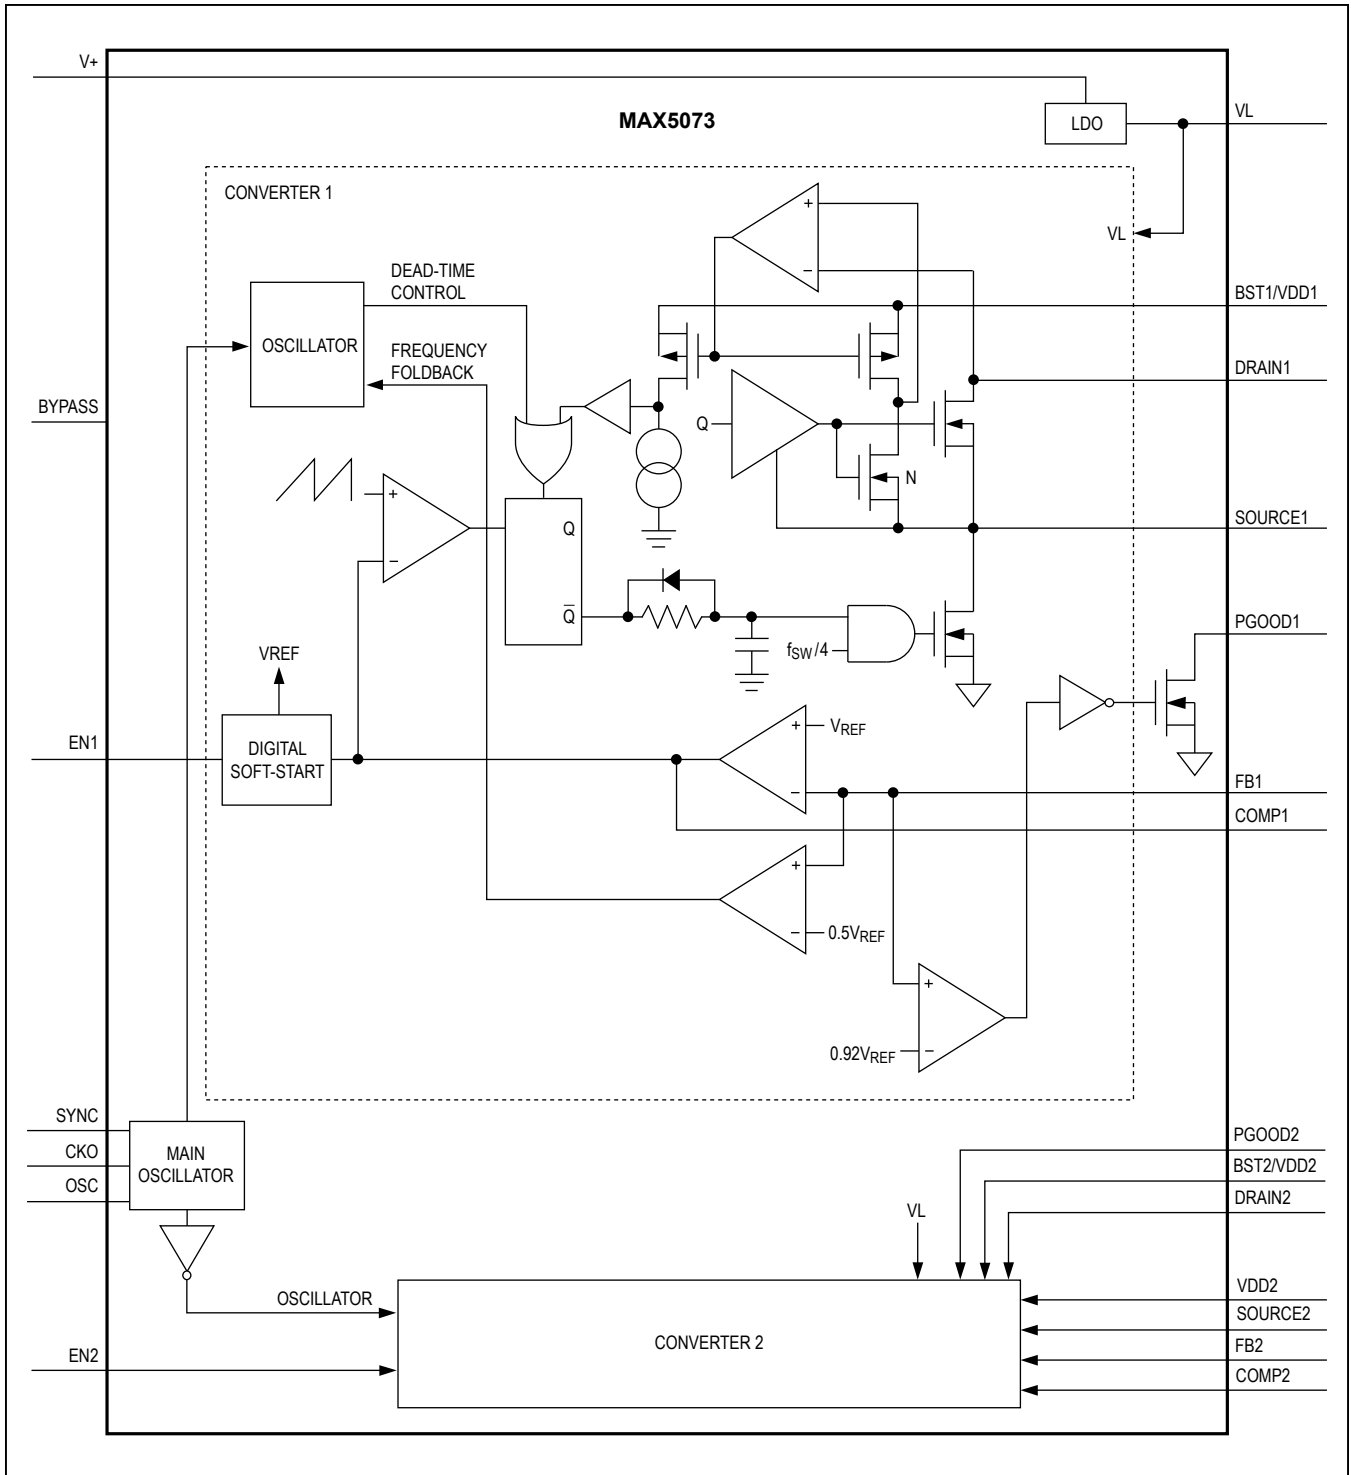 V+
MAX5073
LDO
VL
CONVERTER 1
+
−
VL
BST1/VDD1
DEAD-TIME
CONTROL
OSCILLATOR
FREQUENCY
FOLDBACK
DRAIN1
BYPASS
Q
N
+
−
Q
SOURCE1
Q̅
fSW/4
PGOOD1
VREF
EN1
DIGITAL
SOFT-START
+
VREF
−
FB1
COMP1
+
−
0.5VREF
+
0.92VREF
−
SYNC
CKO
OSC
MAIN
OSCILLATOR
PGOOD2
BST2/VDD2
DRAIN2
VL
OSCILLATOR
CONVERTER 2
VDD2
SOURCE2
FB2
COMP2
EN2